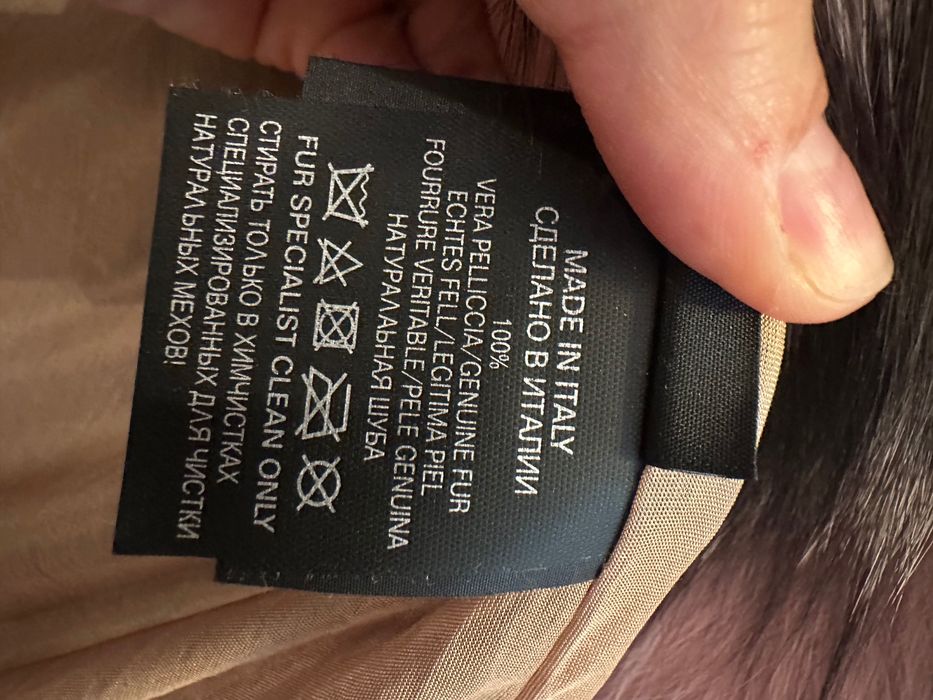 MADE IN ITALY
СДЕЛАНО В ИТАЛИИ
100%
VERA PELLICCIA/GENUINE FUR
ECHTES FELL/LEGITIMA PIEL
FOURRURE VERITABLE/PELE GENUINA
НАТУРАЛЬНАЯ ШУБА
FUR SPECIALIST CLEAN ONLY
СТИРАТЬ ТОЛЬКО В ХИМЧИСТКАХ
СПЕЦИАЛИЗИРОВАННЫХ ДЛЯ ЧИСТКИ
НАТУРАЛЬНЫХ МЕХОВ!